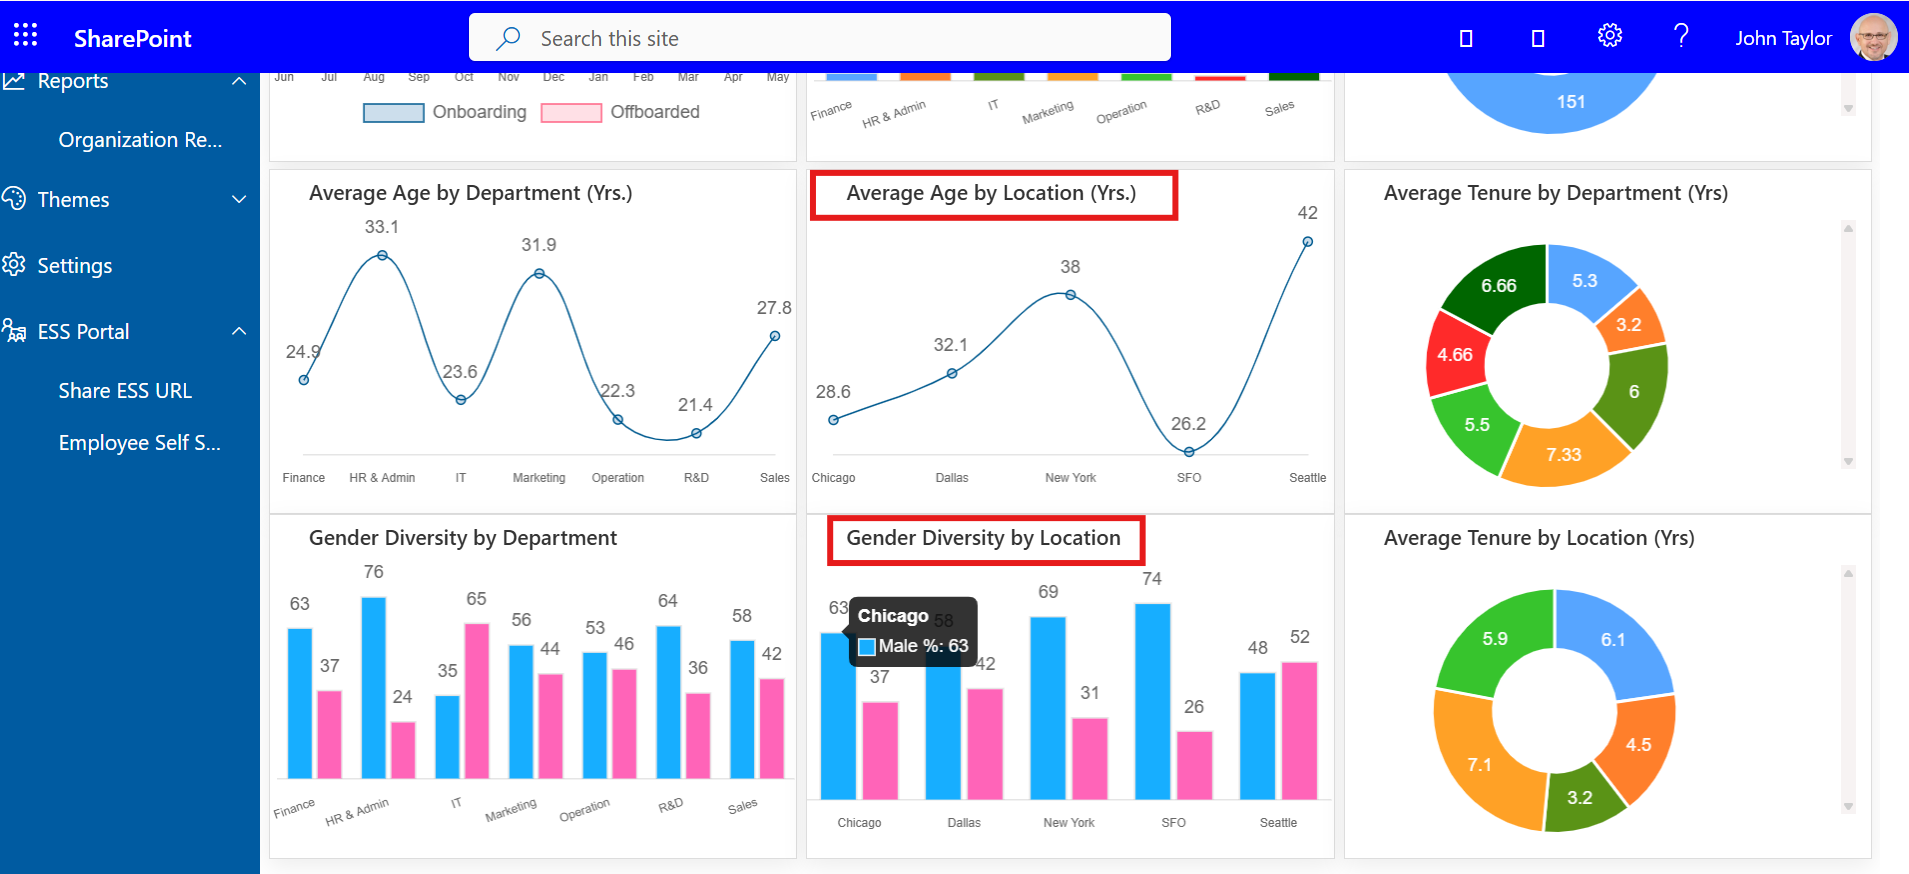 SharePoint
Search this site
?
John Taylor
Reports
Organization Re...
Themes
Settings
ESS Portal
Share ESS URL
Employee Self S...
Jun Jul Aug Sep Oct Nov Dec Jan Feb Mar Apr May
Onboarding Offboarded
Finance HR & Admin IT Marketing Operation R&D Sales
151
Average Age by Department (Yrs.)
33.1
31.9
27.8
24.9
23.6
22.3
21.4
Finance HR & Admin IT Marketing Operation R&D Sales
Average Age by Location (Yrs.)
42
38
32.1
28.6
26.2
Chicago Dallas New York SFO Seattle
Average Tenure by Department (Yrs)
6.66
5.3
3.2
4.66
6
5.5
7.33
Gender Diversity by Department
63 37 76 24 35 65 56 44 53 46 64 36 58 42
Finance HR & Admin IT Marketing Operation R&D Sales
Gender Diversity by Location
63 37 58 42 69 31 74 26 48 52
Chicago
Male %: 63
Chicago Dallas New York SFO Seattle
Average Tenure by Location (Yrs)
5.9
6.1
4.5
7.1
3.2